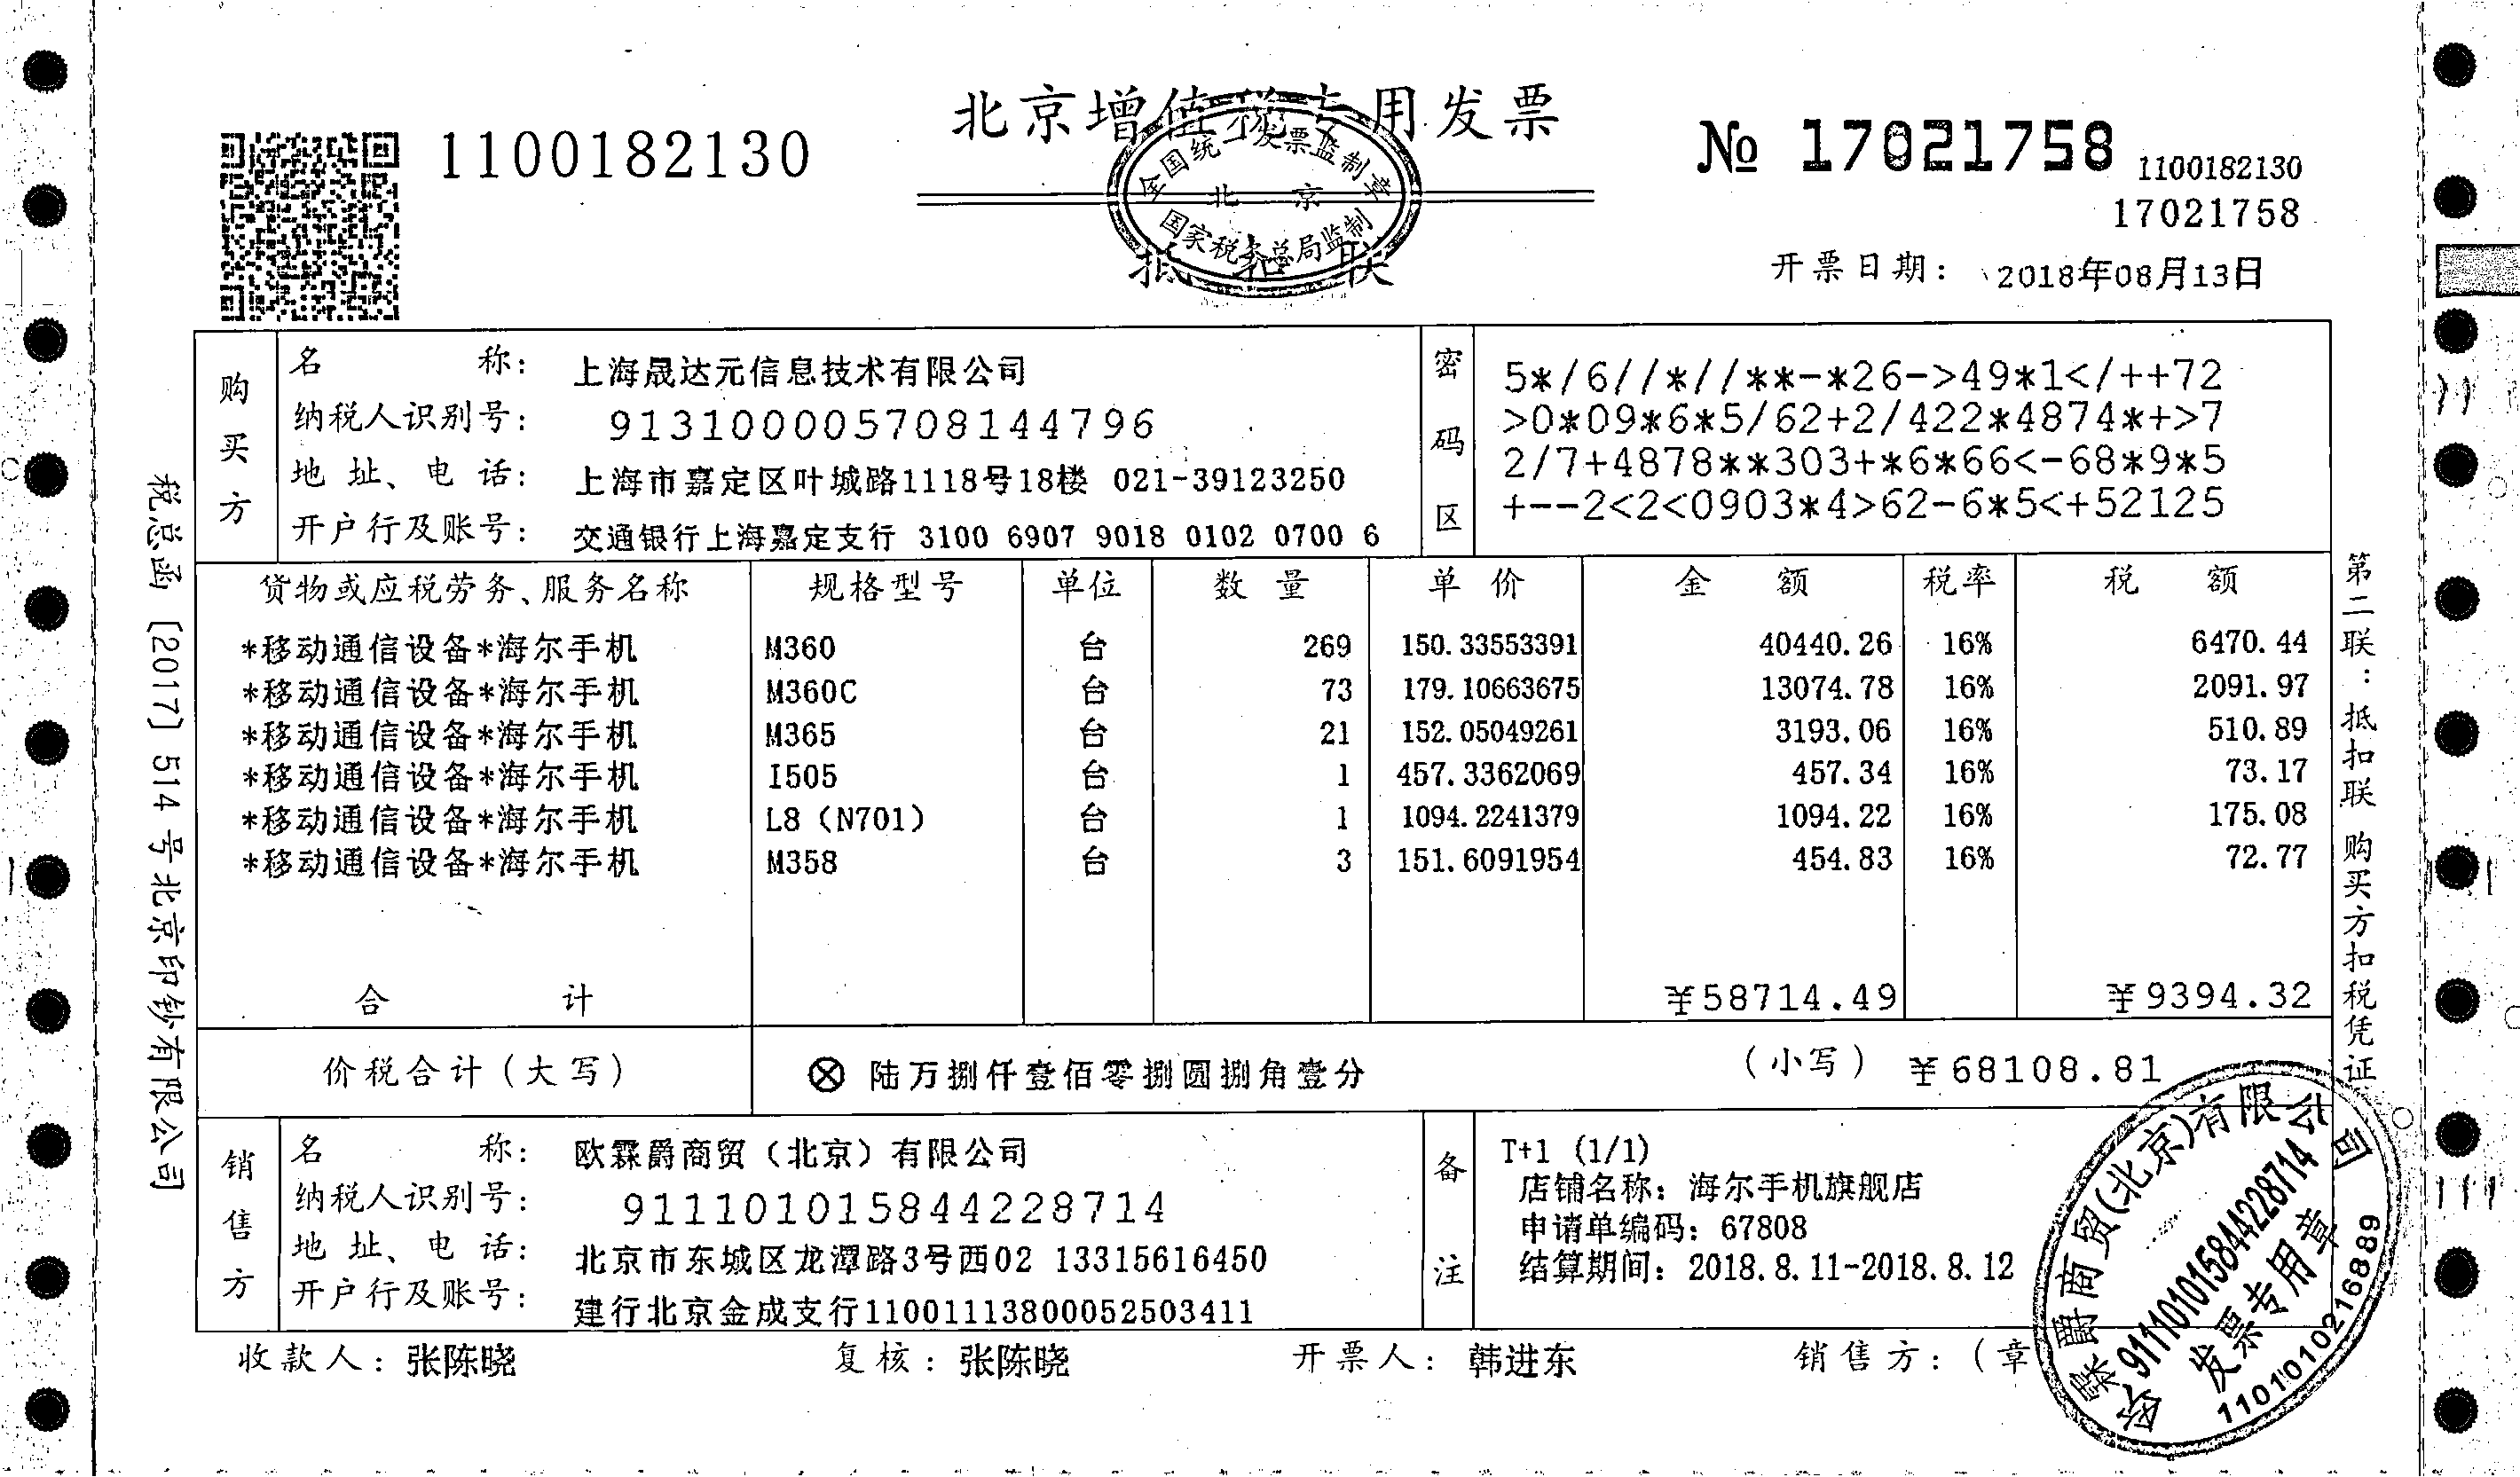 北京增值税专用发票
1100182130
№ 17021758
1100182130
17021758
全国统一发票监制章
北京
国家税务总局监制
抵扣联
开票日期： 2018年08月13日
税总函〔2017〕514号北京印钞有限公司
购买方
名称： 上海晟达元信息技术有限公司
纳税人识别号： 913100005708144796
地址、电话： 上海市嘉定区叶城路1118号18楼 021-39123250
开户行及账号： 交通银行上海嘉定支行 3100 6907 9018 0102 0700 6
密码区
5*/6//*//**-*26->49*1</++72
>0*09*6*5/62+2/422*4874*+>7
2/7+4878**303+*6*66<-68*9*5
+--2<2<0903*4>62-6*5<+52125
货物或应税劳务、服务名称 规格型号 单位 数量 单价 金额 税率 税额
*移动通信设备*海尔手机 M360 台 269 150.33553391 40440.26 16% 6470.44
*移动通信设备*海尔手机 M360C 台 73 179.10663675 13074.78 16% 2091.97
*移动通信设备*海尔手机 M365 台 21 152.05049261 3193.06 16% 510.89
*移动通信设备*海尔手机 I505 台 1 457.3362069 457.34 16% 73.17
*移动通信设备*海尔手机 L8（N701） 台 1 1094.2241379 1094.22 16% 175.08
*移动通信设备*海尔手机 M358 台 3 151.6091954 454.83 16% 72.77
合计 ¥58714.49 ¥9394.32
价税合计（大写） ⊗ 陆万捌仟壹佰零捌圆捌角壹分 （小写） ¥68108.81
第二联：抵扣联 购买方扣税凭证
销售方
名称： 欧霖爵商贸（北京）有限公司
纳税人识别号： 911101015844228714
地址、电话： 北京市东城区龙潭路3号西02 13315616450
开户行及账号： 建行北京金成支行11001113800052503411
备注
T+1 (1/1)
店铺名称：海尔手机旗舰店
申请单编码：67808
结算期间：2018.8.11-2018.8.12
收款人：张陈晓 复核：张陈晓 开票人：韩进东 销售方：（章
欧霖爵商贸(北京)有限公司
911101015844228714
发票专用章
1101010216889